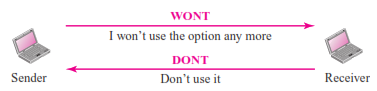 WONT
I won't use the option any more
DONT
Sender
Don't use it
Receiver